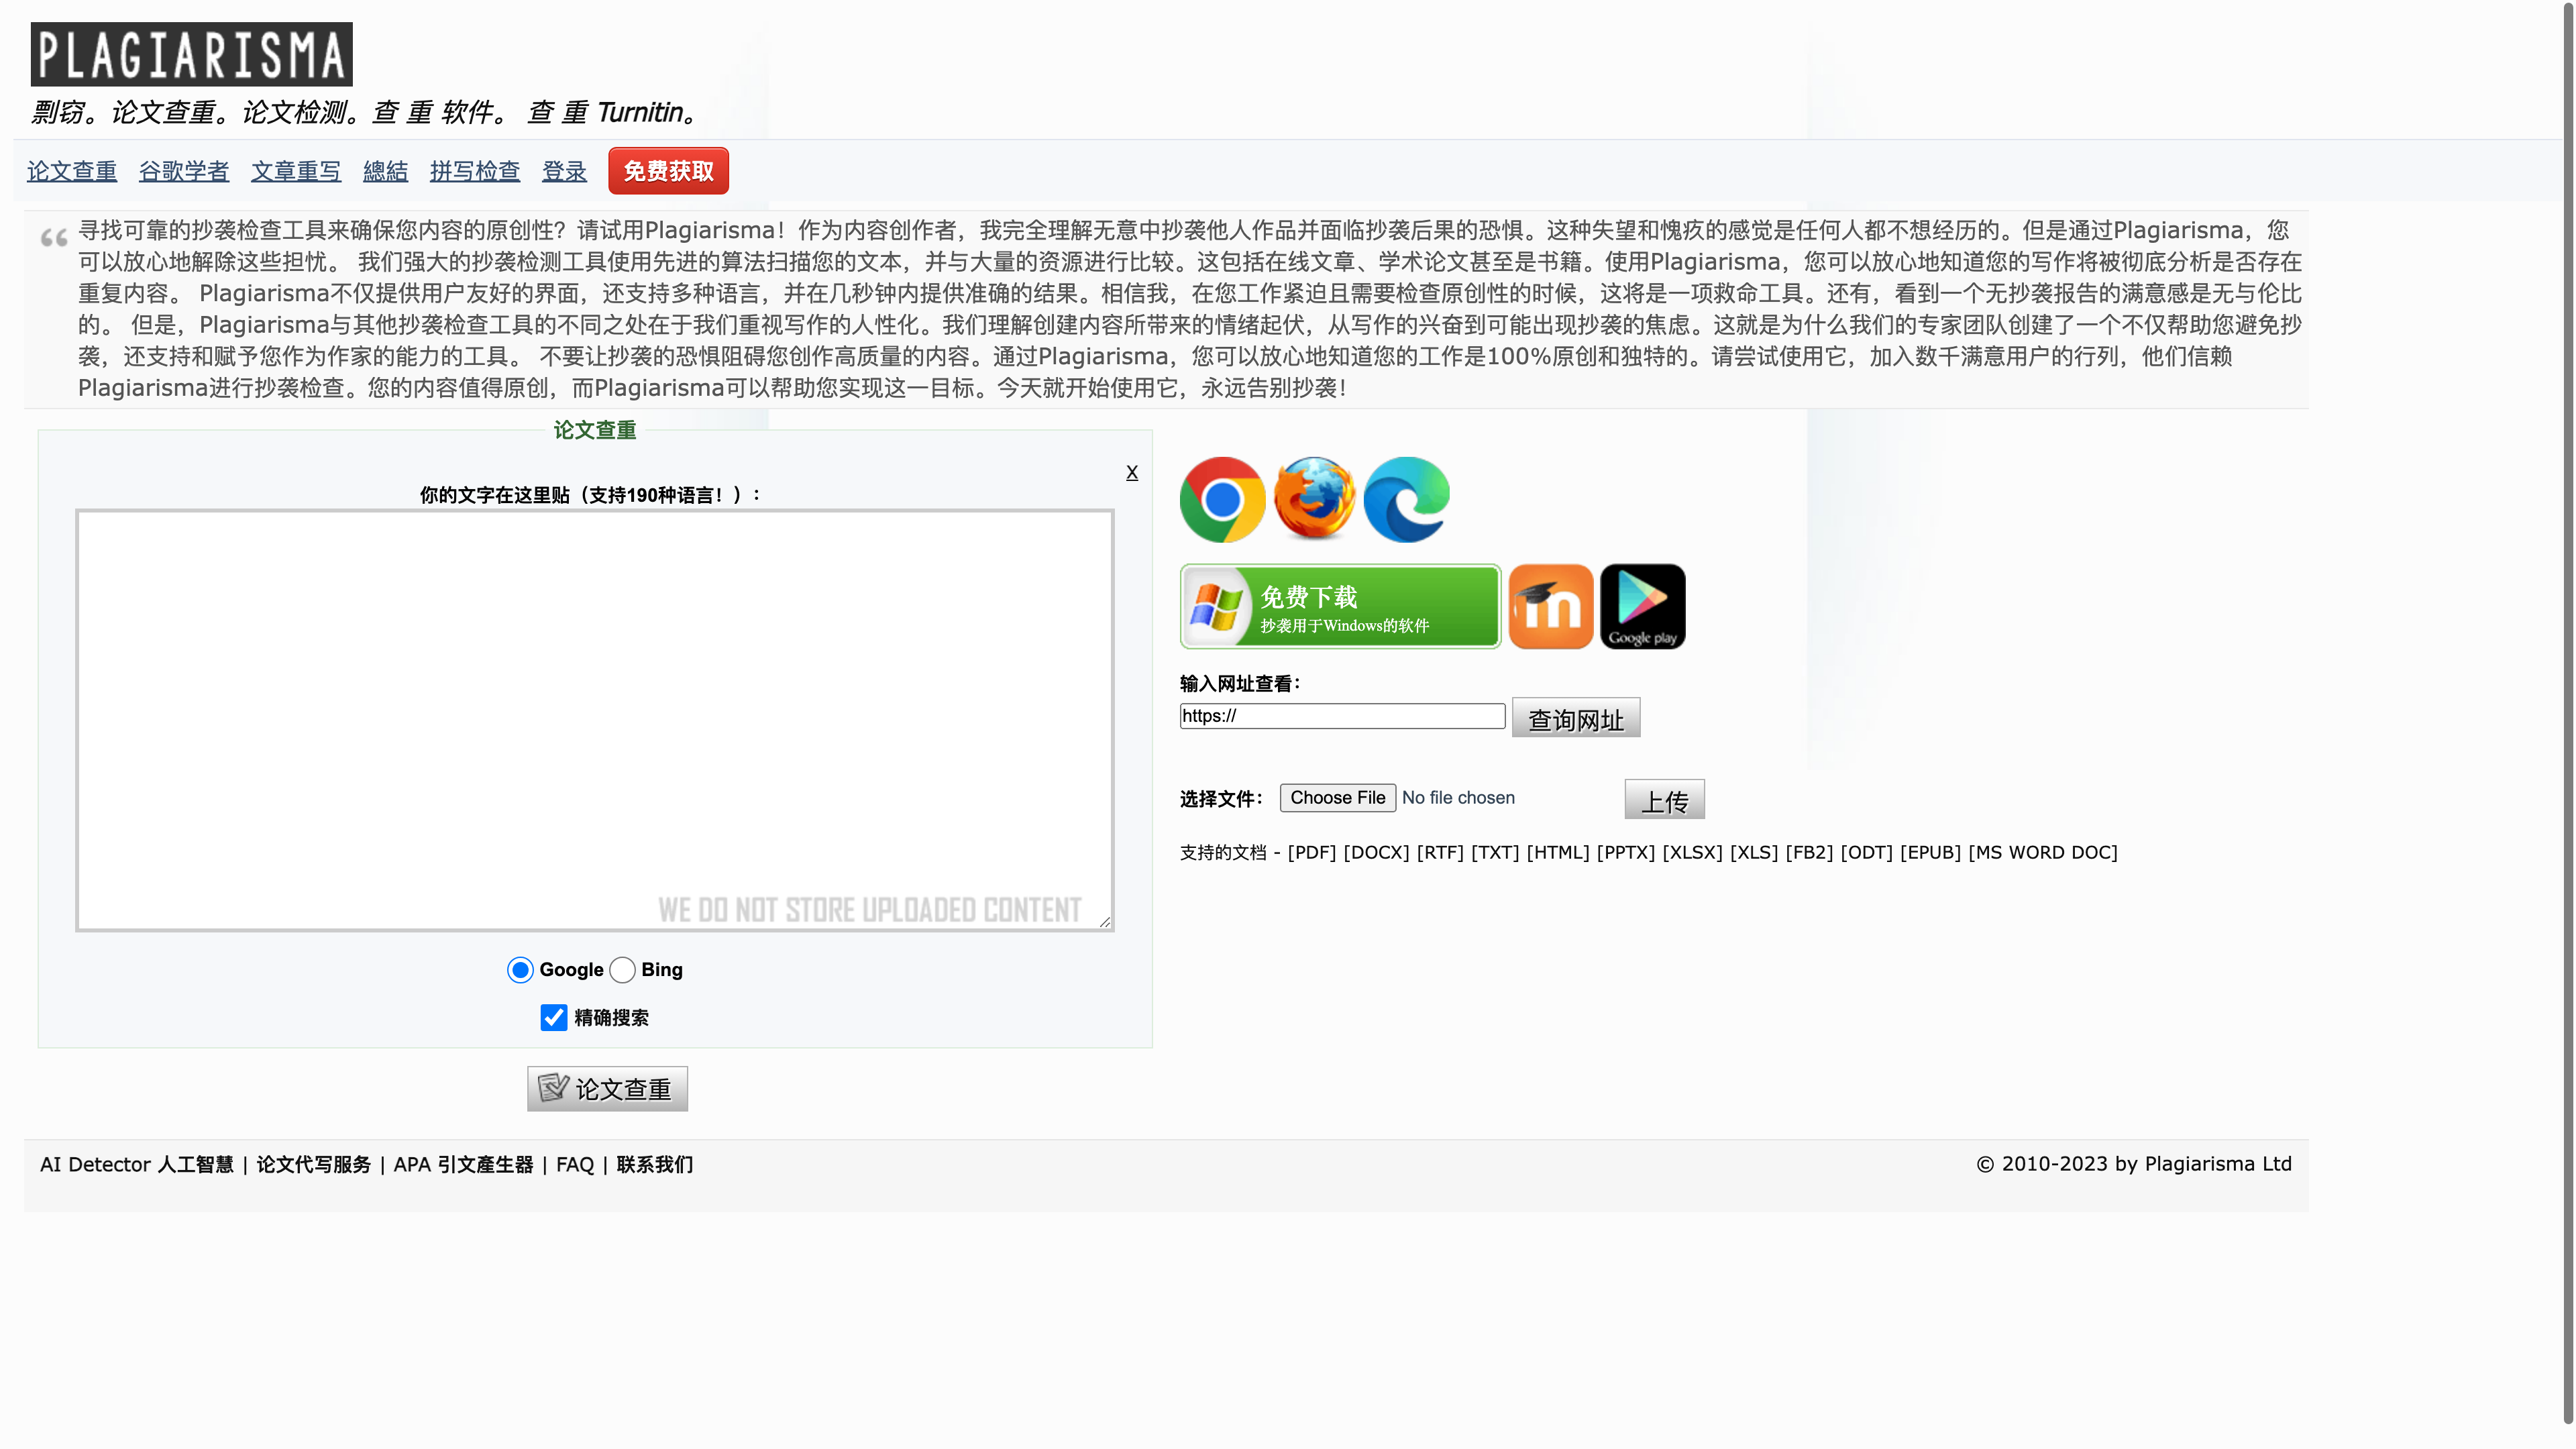 PLAGIARISMA
剽窃。论文查重。论文检测。查 重 软件。 查 重 Turnitin。
论文查重 谷歌学者 文章重写 總結 拼写检查 登录 免费获取
寻找可靠的抄袭检查工具来确保您内容的原创性？请试用Plagiarisma！作为内容创作者，我完全理解无意中抄袭他人作品并面临抄袭后果的恐惧。这种失望和愧疚的感觉是任何人都不想经历的。但是通过Plagiarisma，您
可以放心地解除这些担忧。 我们强大的抄袭检测工具使用先进的算法扫描您的文本，并与大量的资源进行比较。这包括在线文章、学术论文甚至是书籍。使用Plagiarisma，您可以放心地知道您的写作将被彻底分析是否存在
重复内容。 Plagiarisma不仅提供用户友好的界面，还支持多种语言，并在几秒钟内提供准确的结果。相信我，在您工作紧迫且需要检查原创性的时候，这将是一项救命工具。还有，看到一个无抄袭报告的满意感是无与伦比
的。 但是，Plagiarisma与其他抄袭检查工具的不同之处在于我们重视写作的人性化。我们理解创建内容所带来的情绪起伏，从写作的兴奋到可能出现抄袭的焦虑。这就是为什么我们的专家团队创建了一个不仅帮助您避免抄
袭，还支持和赋予您作为作家的能力的工具。 不要让抄袭的恐惧阻碍您创作高质量的内容。通过Plagiarisma，您可以放心地知道您的工作是100%原创和独特的。请尝试使用它，加入数千满意用户的行列，他们信赖
Plagiarisma进行抄袭检查。您的内容值得原创，而Plagiarisma可以帮助您实现这一目标。今天就开始使用它，永远告别抄袭！
论文查重
X
你的文字在这里贴（支持190种语言！）：
WE DO NOT STORE UPLOADED CONTENT
Google Bing
精确搜索
论文查重
免费下载
抄袭用于Windows的软件
Google play
输入网址查看：
https:// 查询网址
选择文件： Choose File No file chosen 上传
支持的文档 - [PDF] [DOCX] [RTF] [TXT] [HTML] [PPTX] [XLSX] [XLS] [FB2] [ODT] [EPUB] [MS WORD DOC]
AI Detector 人工智慧 | 论文代写服务 | APA 引文產生器 | FAQ | 联系我们
© 2010-2023 by Plagiarisma Ltd